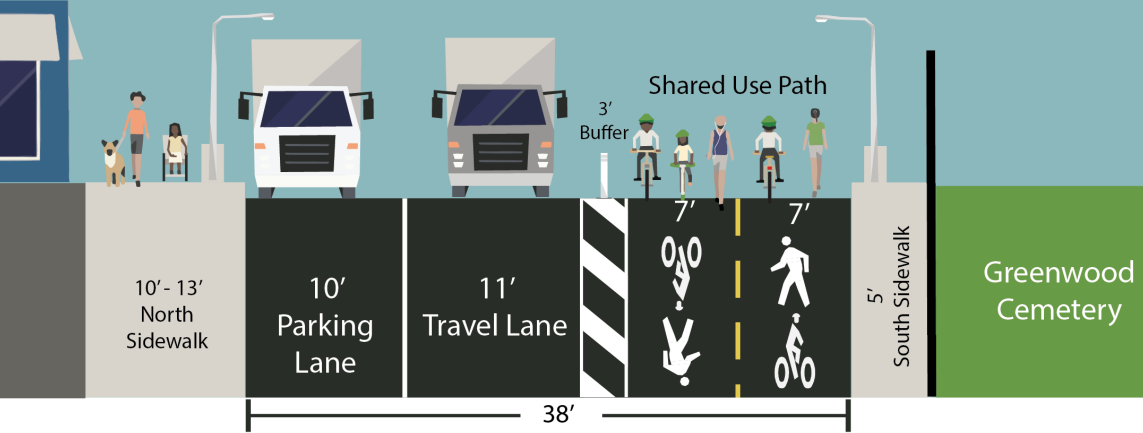 Shared Use Path
3’
Buffer
7’
7’
10’ - 13’
North
Sidewalk
10’
Parking
Lane
11’
Travel Lane
5’
South Sidewalk
Greenwood
Cemetery
38’